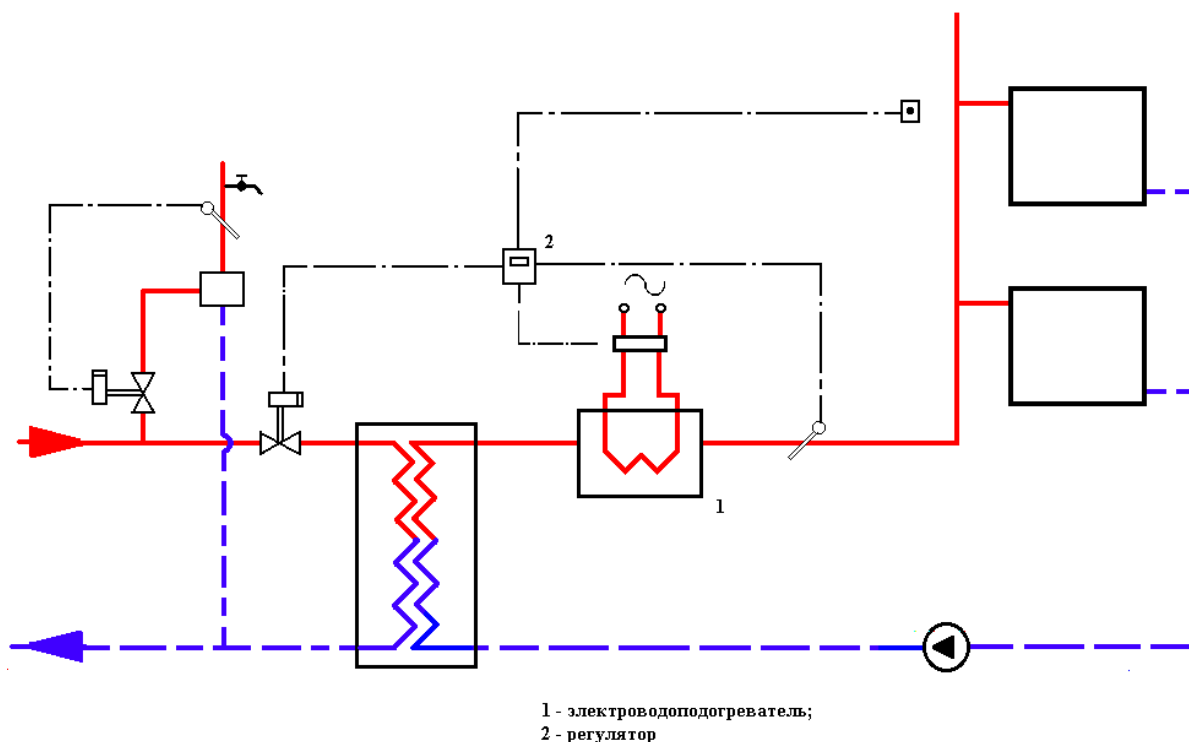 2
1
1 - электроводоподогреватель;
2 - регулятор